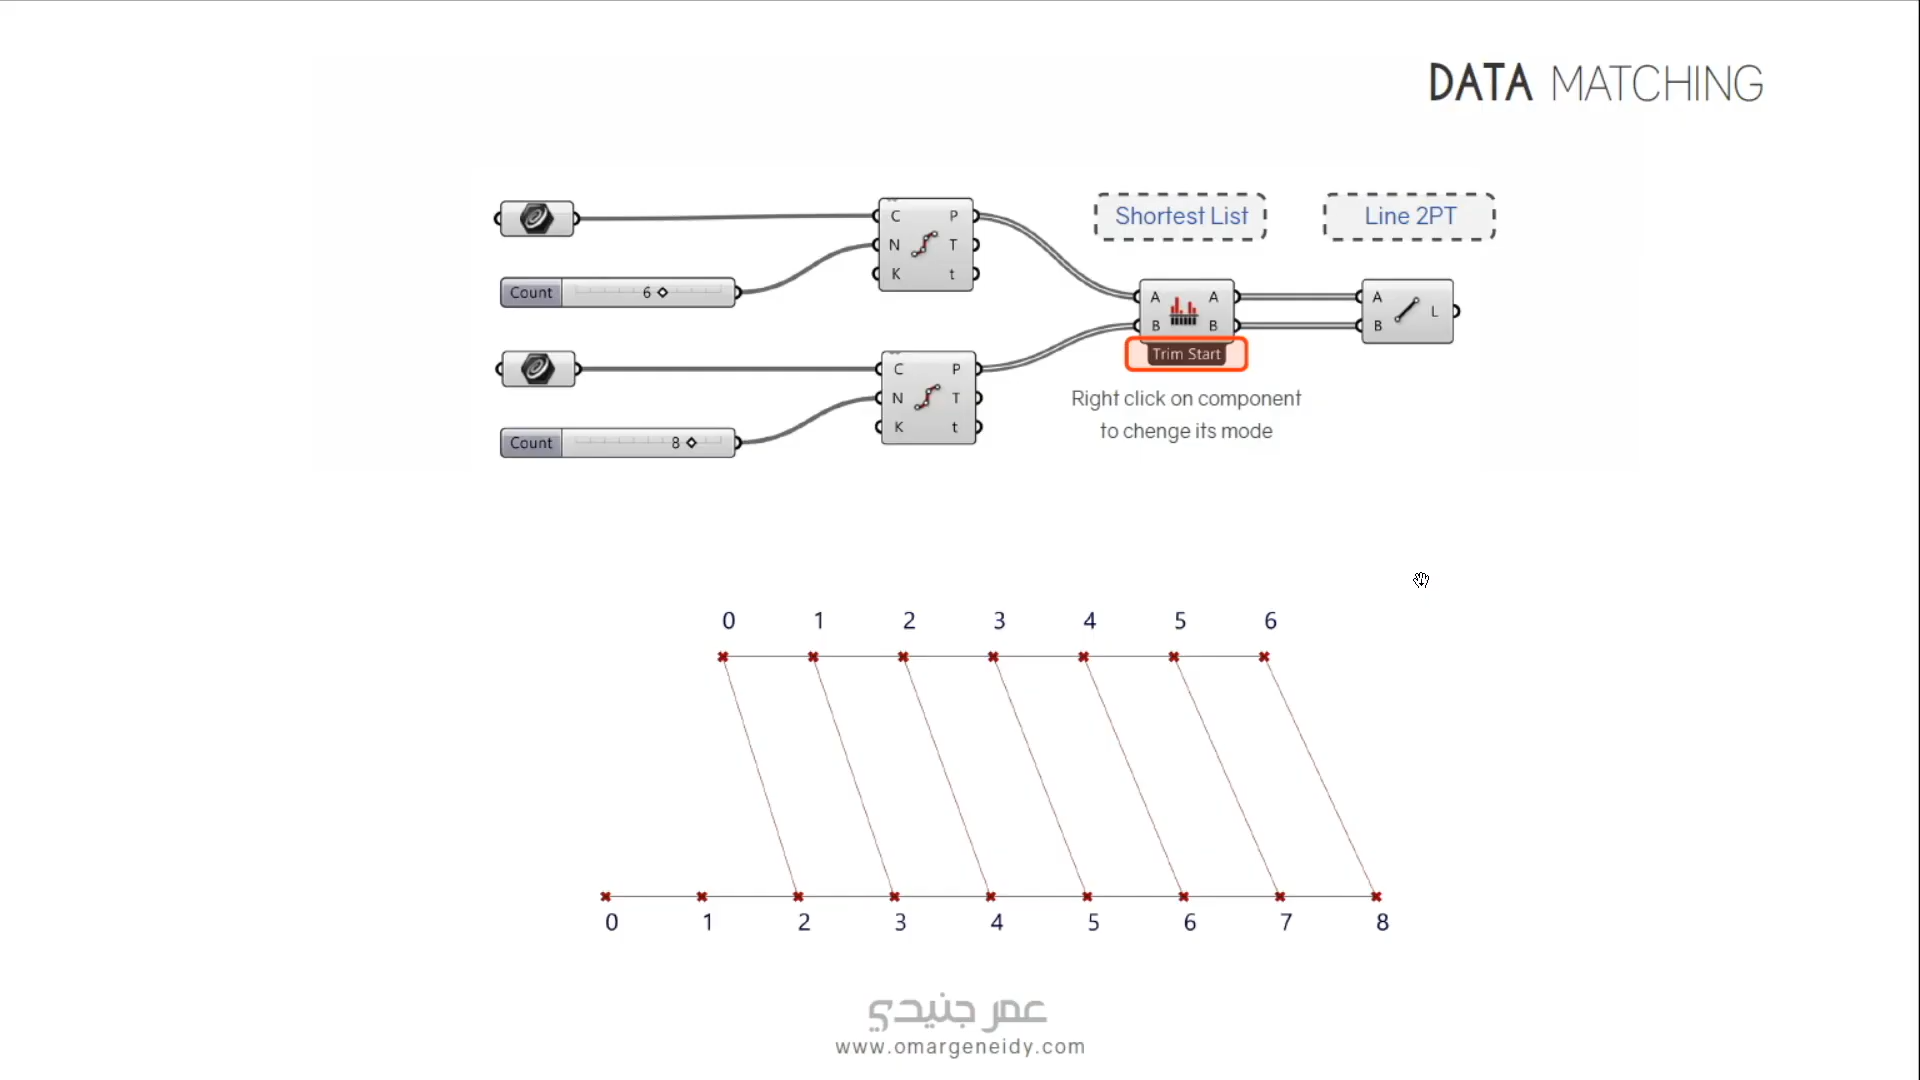 DATA MATCHING
Shortest List
Line 2PT
C P
N T
K t
Count 6
A A
B B
Trim Start
A L
B
C P
N T
K t
Count 8
Right click on component
to chenge its mode
0 1 2 3 4 5 6
0 1 2 3 4 5 6 7 8
عمر جنيدي
www.omargeneidy.com